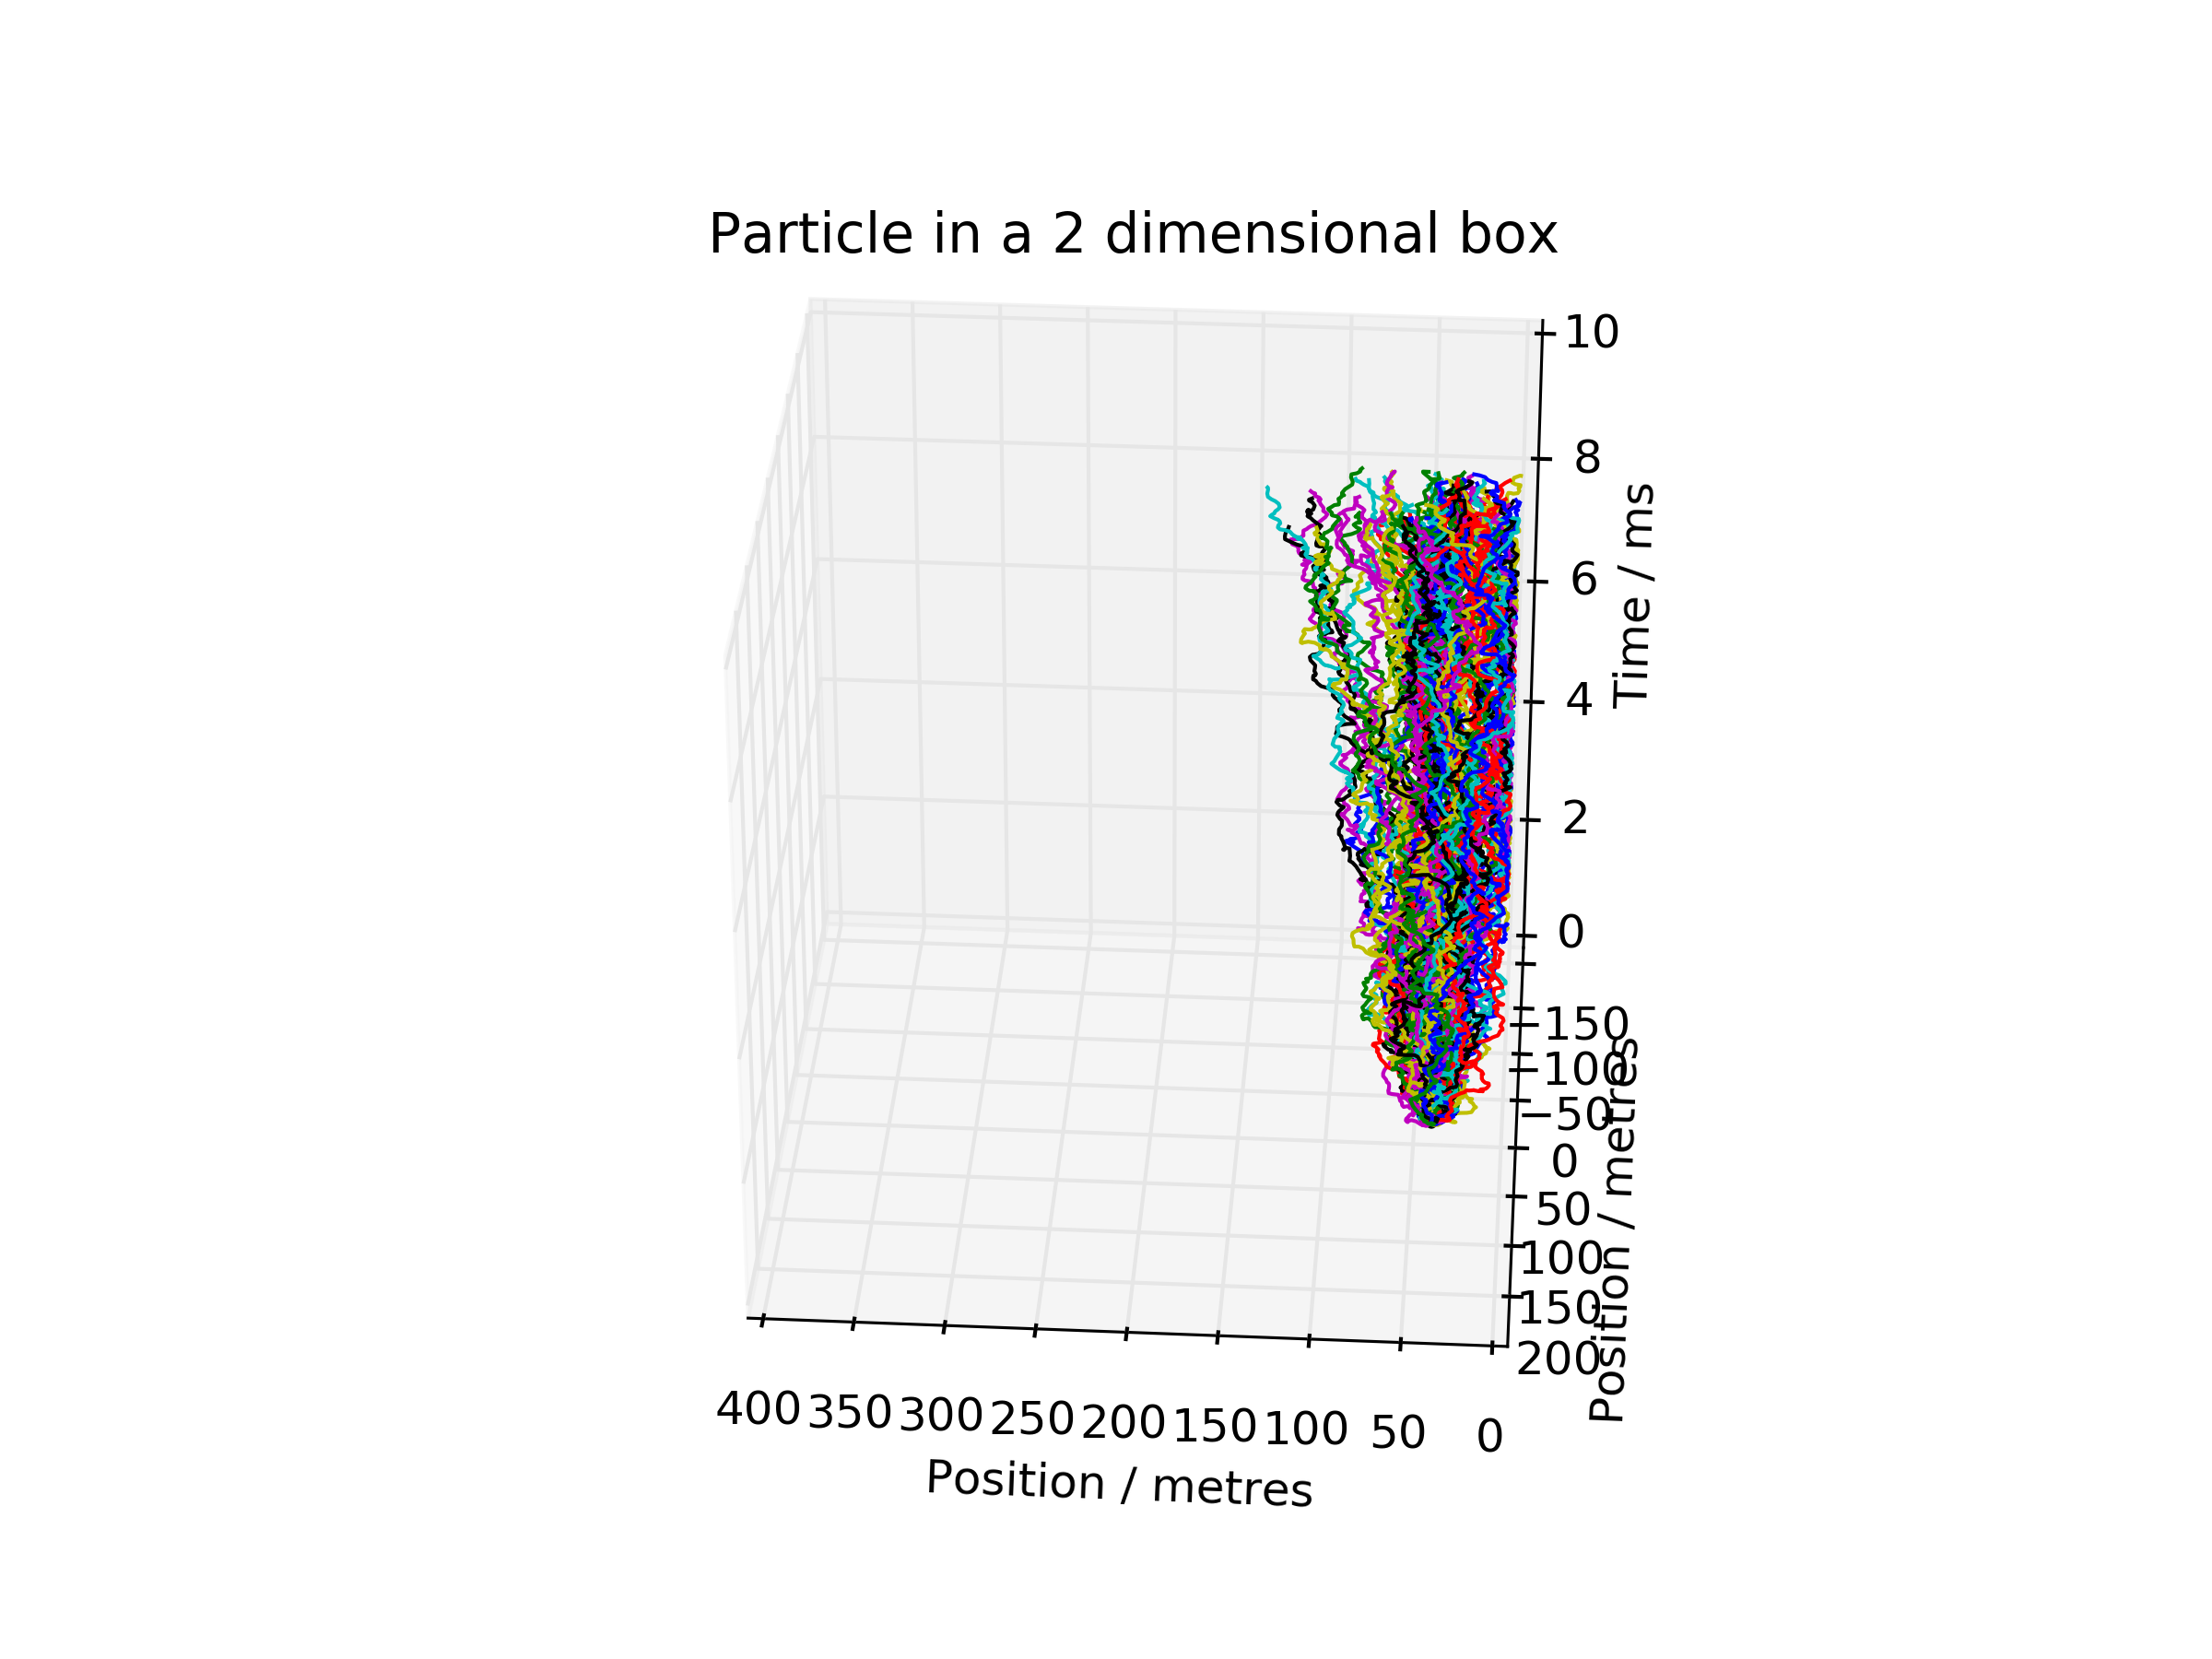 Particle in a 2 dimensional box
10
8
6
4
2
0
Time / ms
150
100
−50
0
50
100
150
200
Position / metres
400 350 300 250 200 150 100 50 0
Position / metres